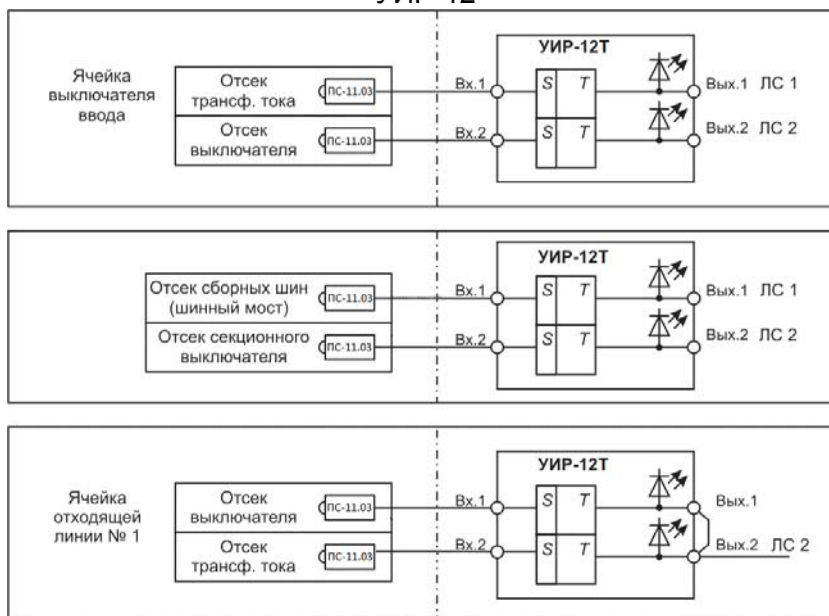 УИР-12Т
Ячейка
выключателя
ввода
Отсек
трансф. тока
ПС-11.03
Вх.1
S T
Вых.1 ЛС 1
Отсек
выключателя
ПС-11.03
Вх.2
S T
Вых.2 ЛС 2
УИР-12Т
Отсек сборных шин
(шинный мост)
ПС-11.03
Вх.1
S T
Вых.1 ЛС 1
Отсек секционного
выключателя
ПС-11.03
Вх.2
S T
Вых.2 ЛС 2
УИР-12Т
Ячейка
отходящей
линии № 1
Отсек
выключателя
ПС-11.03
Вх.1
S T
Вых.1
Отсек
трансф. тока
ПС-11.03
Вх.2
S T
Вых.2 ЛС 2